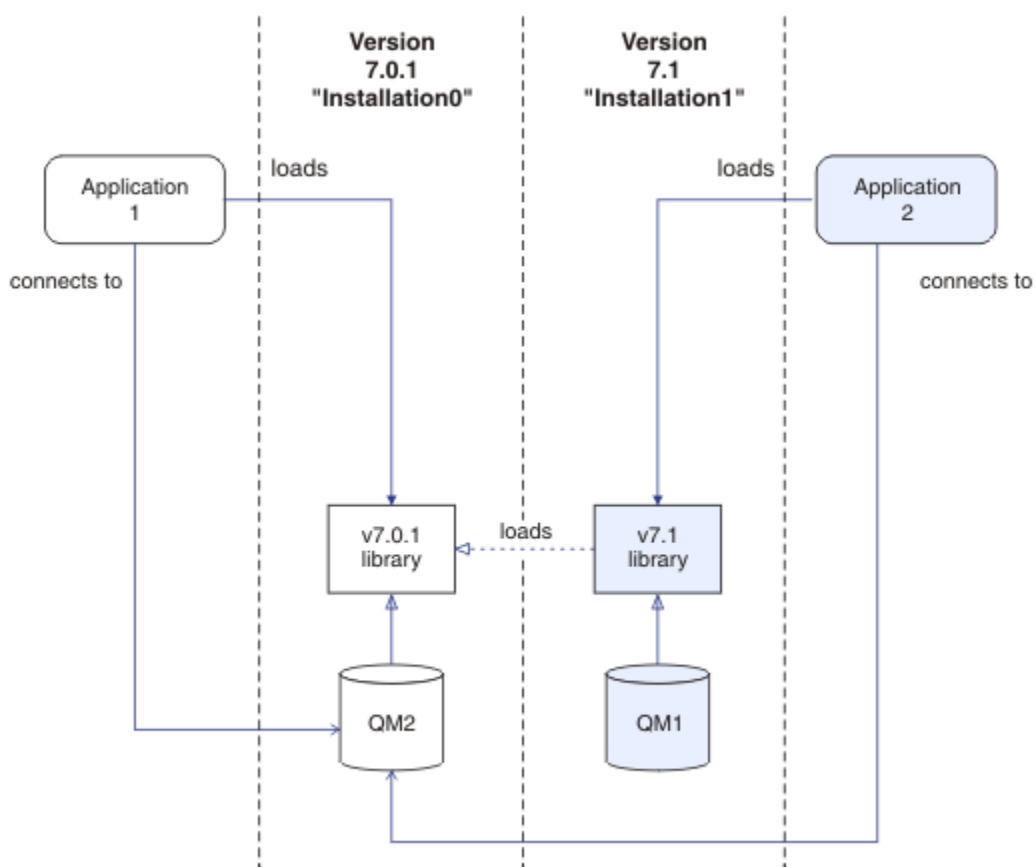 Version
7.0.1
"Installation0"
Version
7.1
"Installation1"
loads
loads
Application
1
Application
2
connects to
connects to
v7.0.1
library
loads
v7.1
library
QM2
QM1